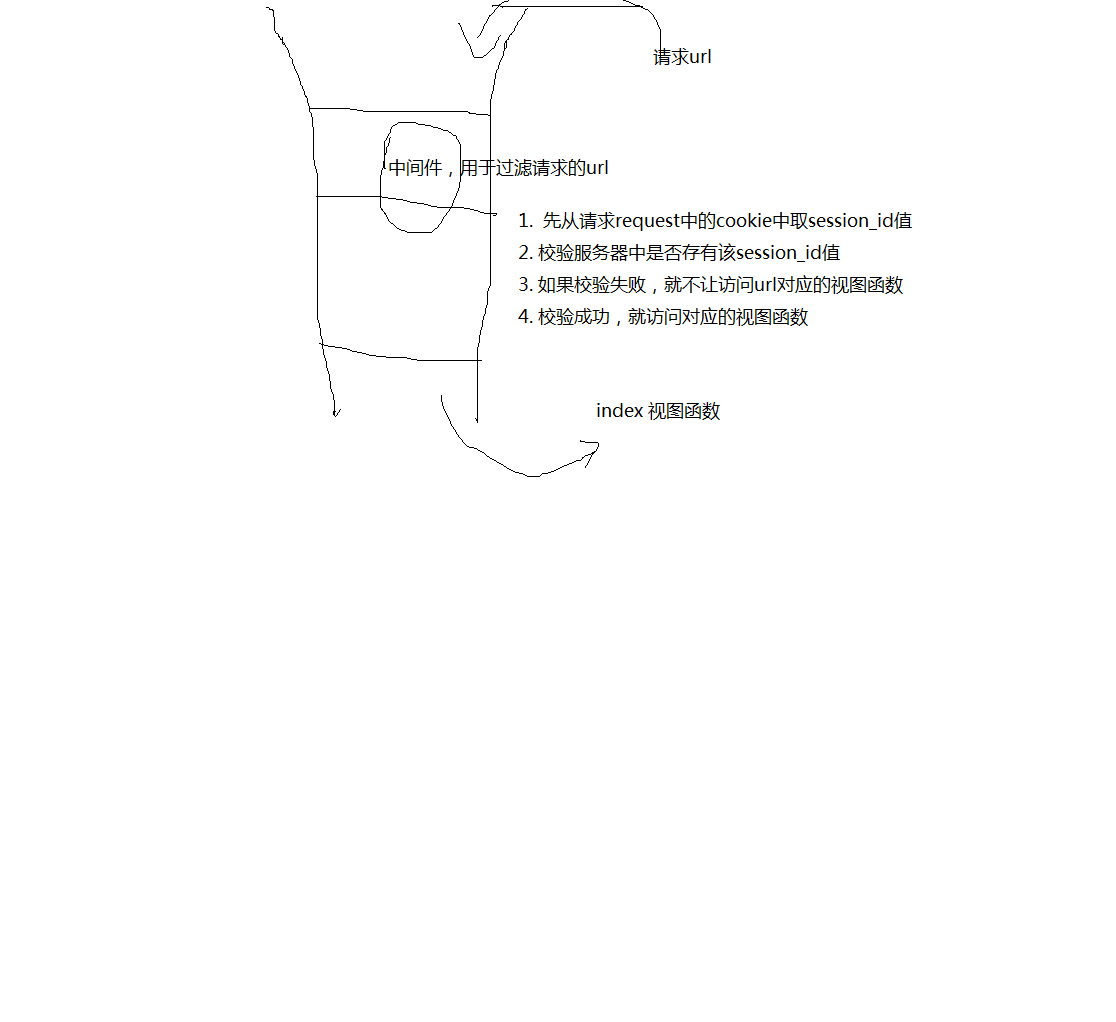 请求url
中间件，用于过滤请求的url
1. 先从请求request中的cookie中取session_id值
2. 校验服务器中是否存有该session_id值
3. 如果校验失败，就不让访问url对应的视图函数
4. 校验成功，就访问对应的视图函数
index 视图函数